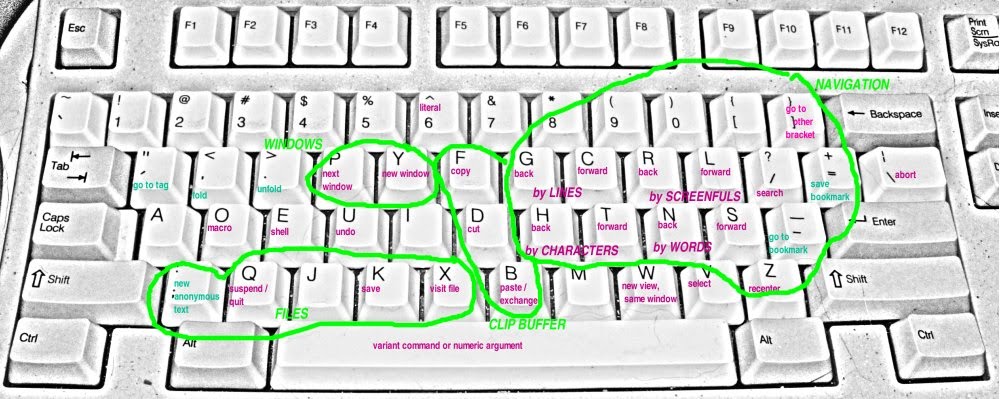 Esc F1 F2 F3 F4 F5 F6 F7 F8 F9 F10 F11 F12 Print
Scrn
SysRq
NAVIGATION
~ ! @ # $ % ^ & * ( ) { }
literal
` 1 2 3 4 5 6 7 8 9 0 [ ]
go to
other
bracket
← Backspace
Inse
WINDOWS
Tab " < > P Y F G C R L ? + |
' , . / = \
go to tag fold unfold next
window
new window copy back forward back forward search save
bookmark
abort
by LINES by SCREENFULS
Caps
Lock
A O E U I D H T N S — Enter
macro shell undo cut back forward back forward go to
bookmark
by CHARACTERS by WORDS
Shift : Q J K X B M W V Z Shift
;
new
anonymous
text
suspend /
quit
save visit file paste /
exchange
new view,
same window
select recenter
FILES
CLIP BUFFER
Ctrl Alt Alt Ctrl
variant command or numeric argument